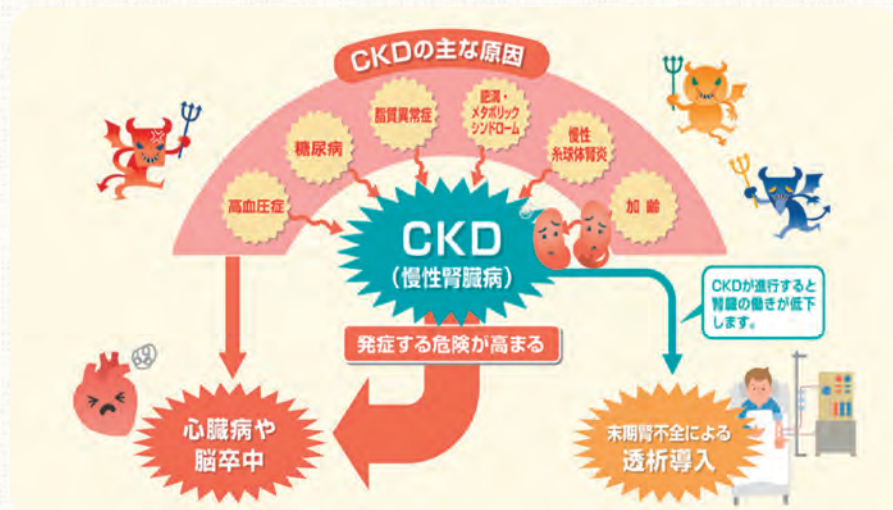 CKDの主な原因
高血圧症
糖尿病
脂質異常症
肥満・
メタボリック
シンドローム
慢性
糸球体腎炎
加齢
CKD
(慢性腎臓病)
CKDが進行すると
腎臓の働きが低下
します。
発症する危険が高まる
心臓病や
脳卒中
末期腎不全による
透析導入